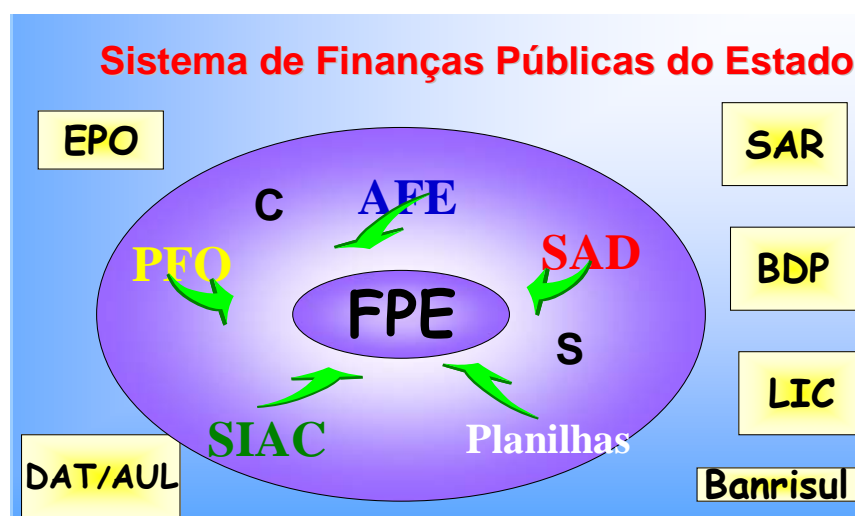 Sistema de Finanças Públicas do Estado
EPO
SAR
C
AFE
PFO
SAD
BDP
FPE
S
LIC
SIAC
Planilhas
DAT/AUL
Banrisul